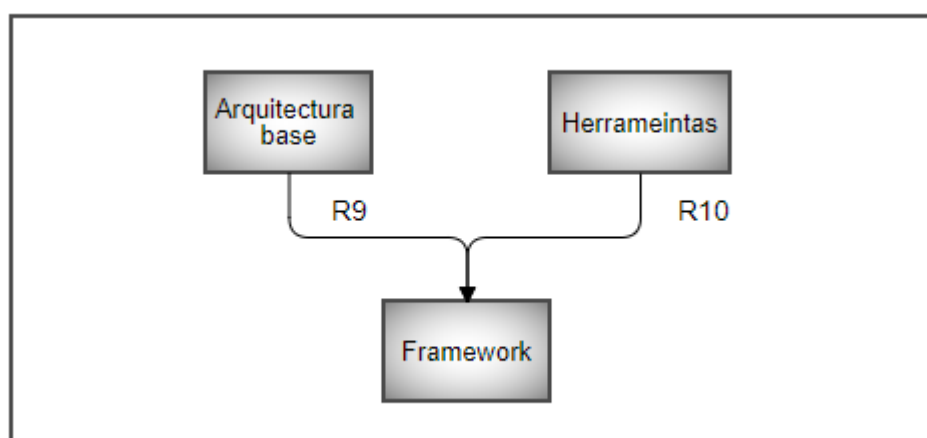 Arquitectura
base
Herrameintas
R9
R10
Framework